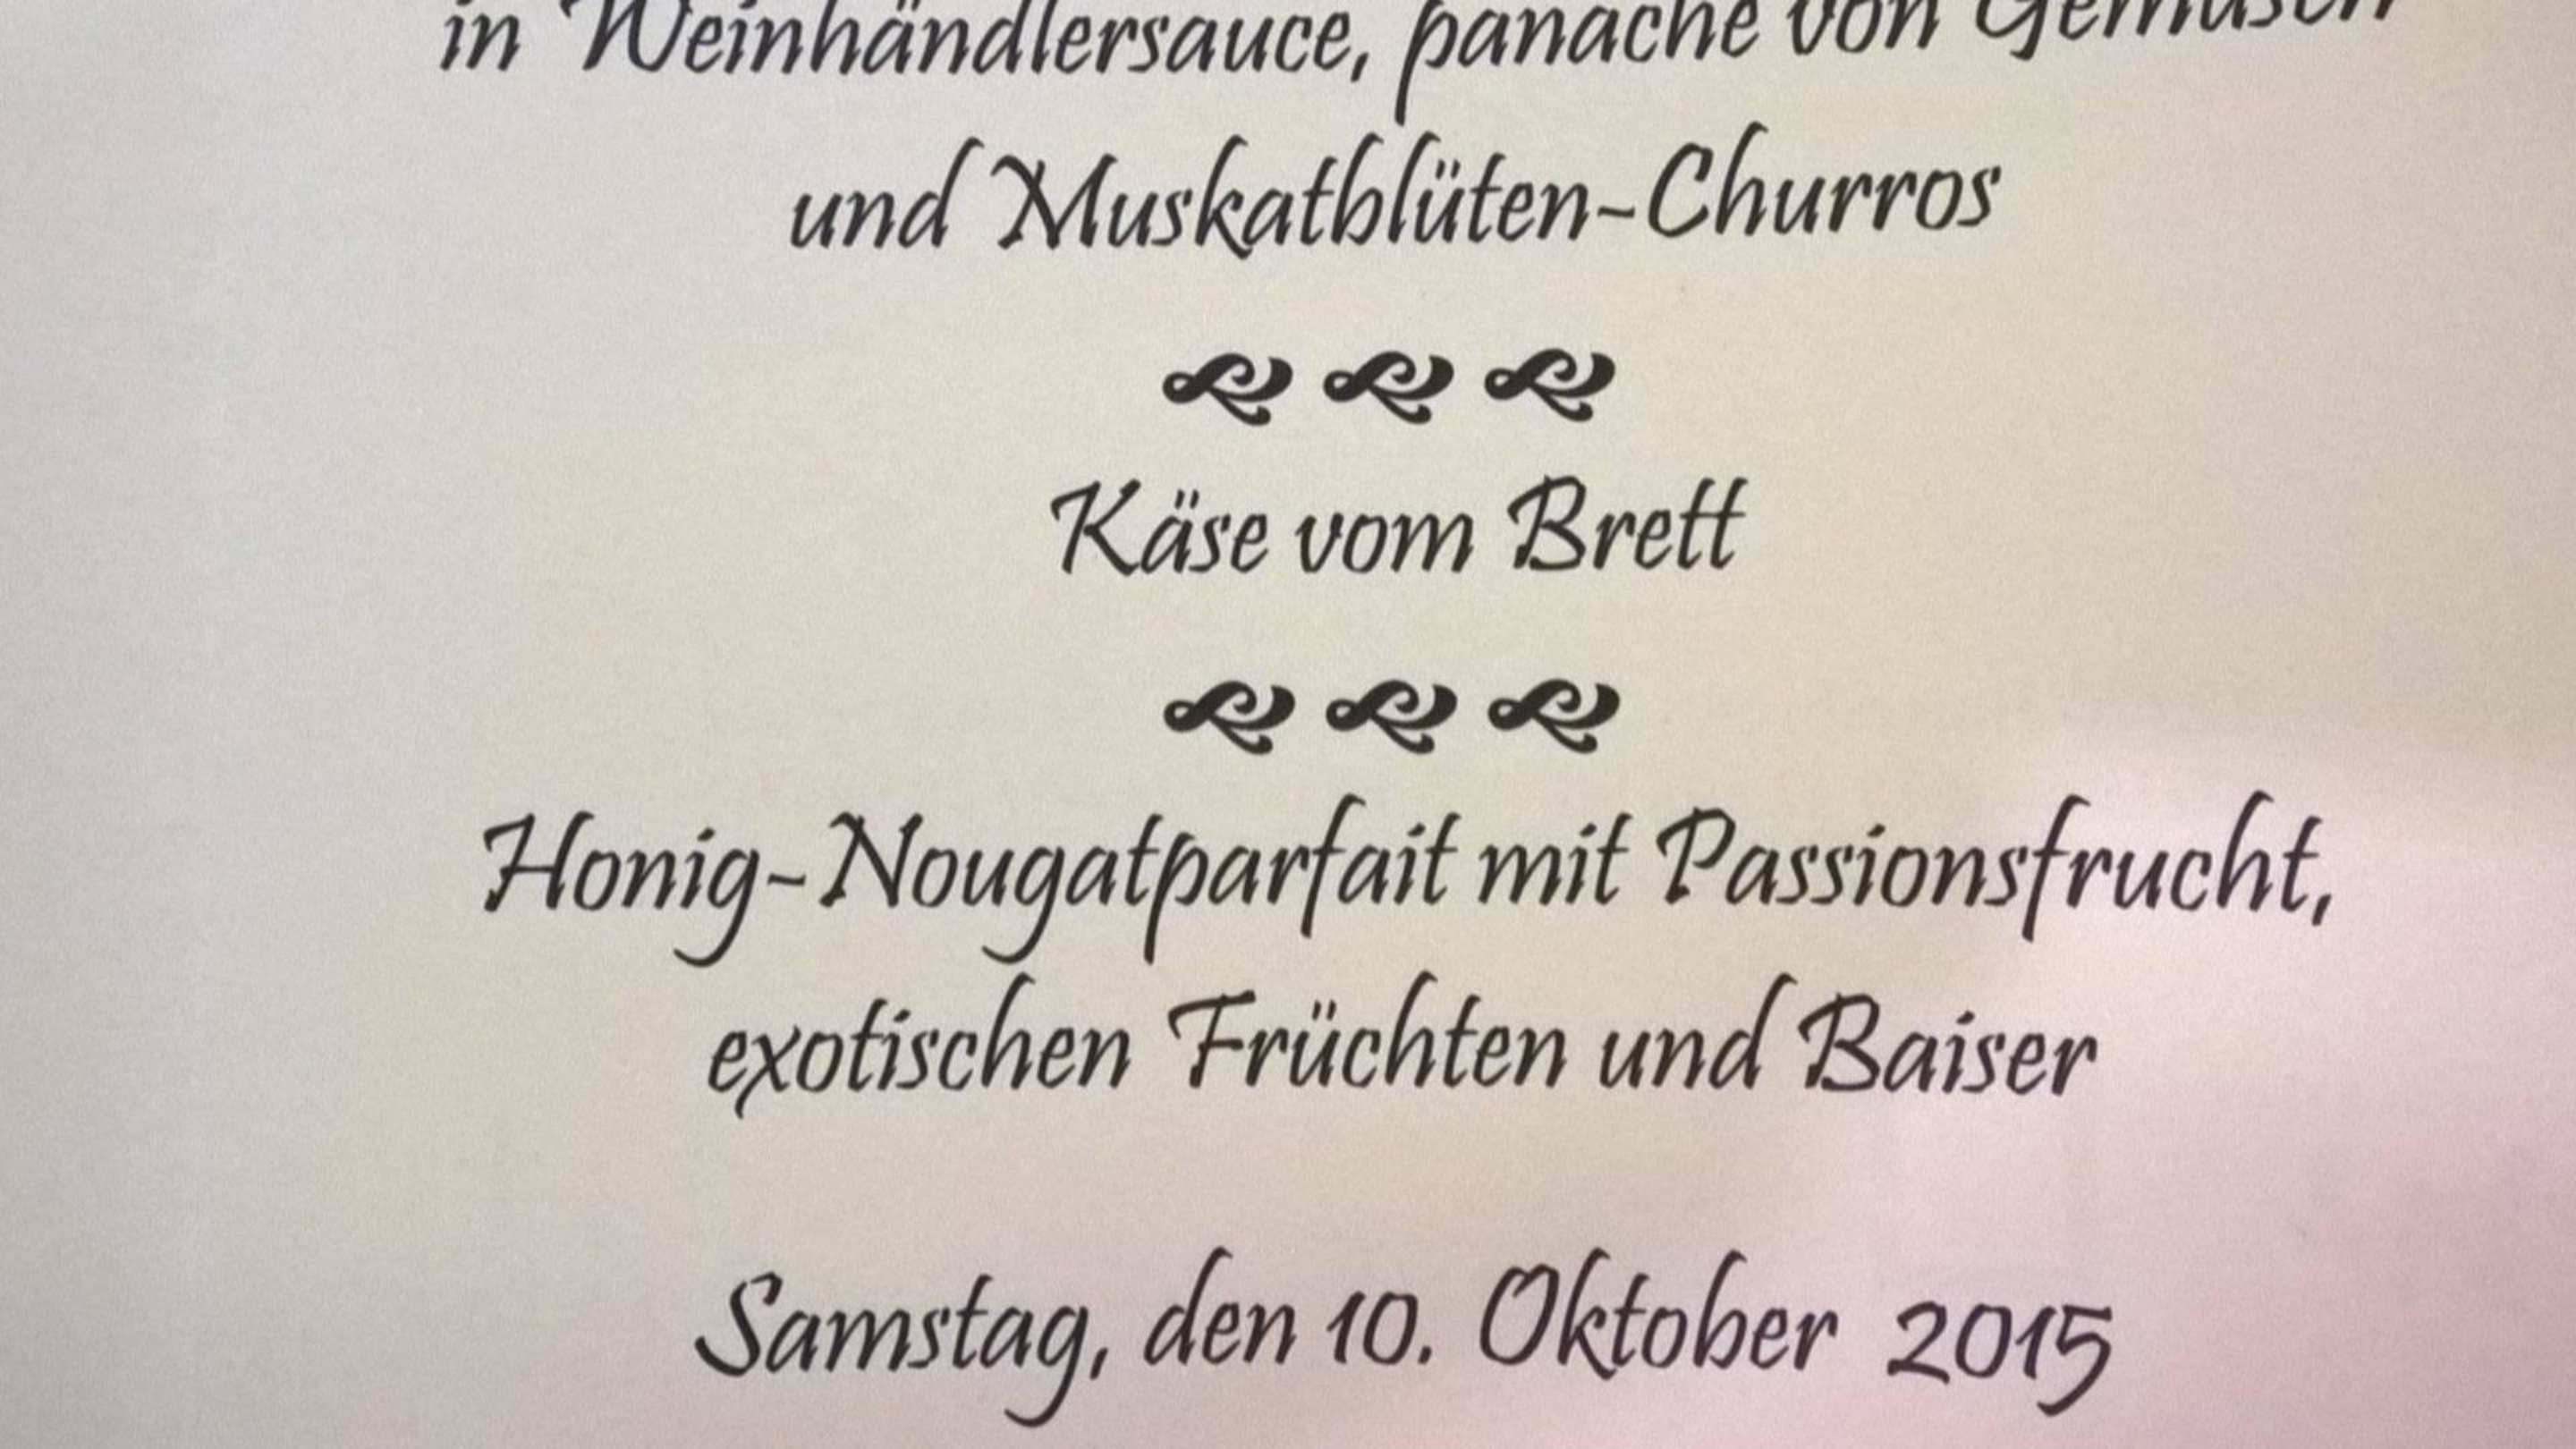 in Weinhändlersauce, panache von Gemüsen
und Muskatblüten-Churros
Käse vom Brett
Honig-Nougatparfait mit Passionsfrucht,
exotischen Früchten und Baiser
Samstag, den 10. Oktober 2015